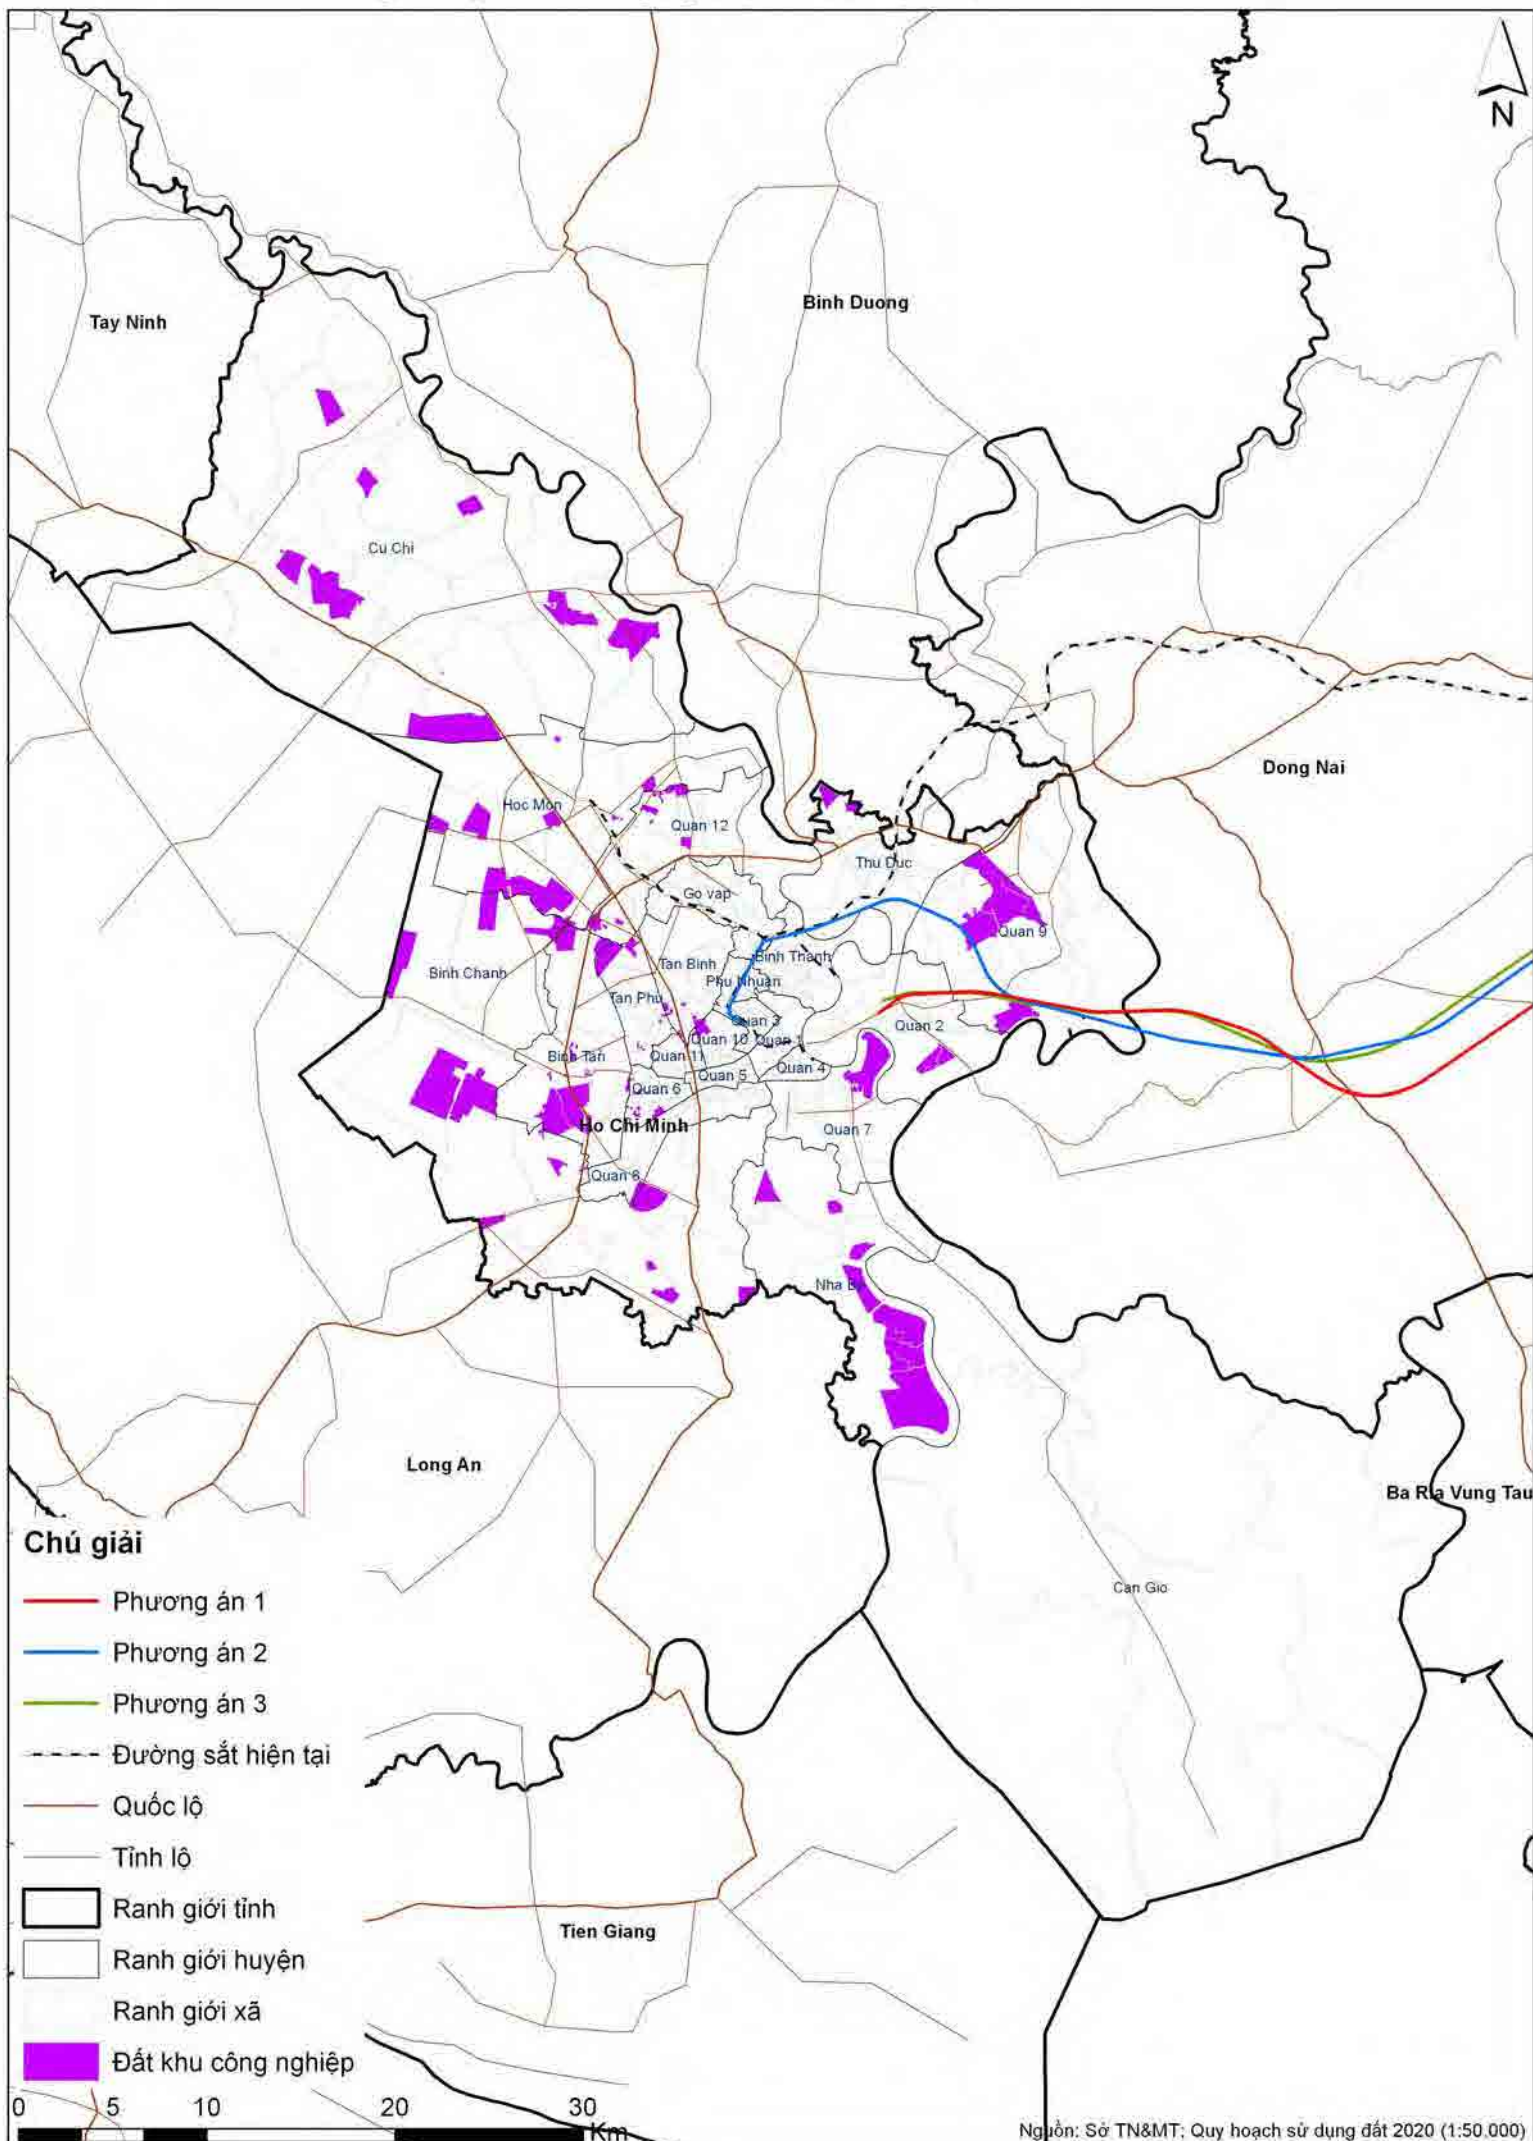 N
Binh Duong
Tay Ninh
Cu Chi
Dong Nai
Hoc Mon
Quan 12
Thu Duc
Go vap
Quan 9
Binh Thanh
Tan Binh
Binh Chanh
Phu Nhuan
Tan Phu
Quan 3
Quan 2
Quan 10
Quan 1
Binh Tan
Quan 11
Quan 4
Quan 5
Quan 6
Ho Chi Minh
Quan 7
Quan 8
Nha Be
Long An
Ba Ria Vung Tau
Can Gio
Tien Giang
Chú giải
Phương án 1
Phương án 2
Phương án 3
Đường sắt hiện tại
Quốc lộ
Tỉnh lộ
Ranh giới tỉnh
Ranh giới huyện
Ranh giới xã
Đất khu công nghiệp
0 5 10 20 30
Km
Nguồn: Sở TN&MT: Quy hoạch sử dụng đất 2020 (1:50.000)